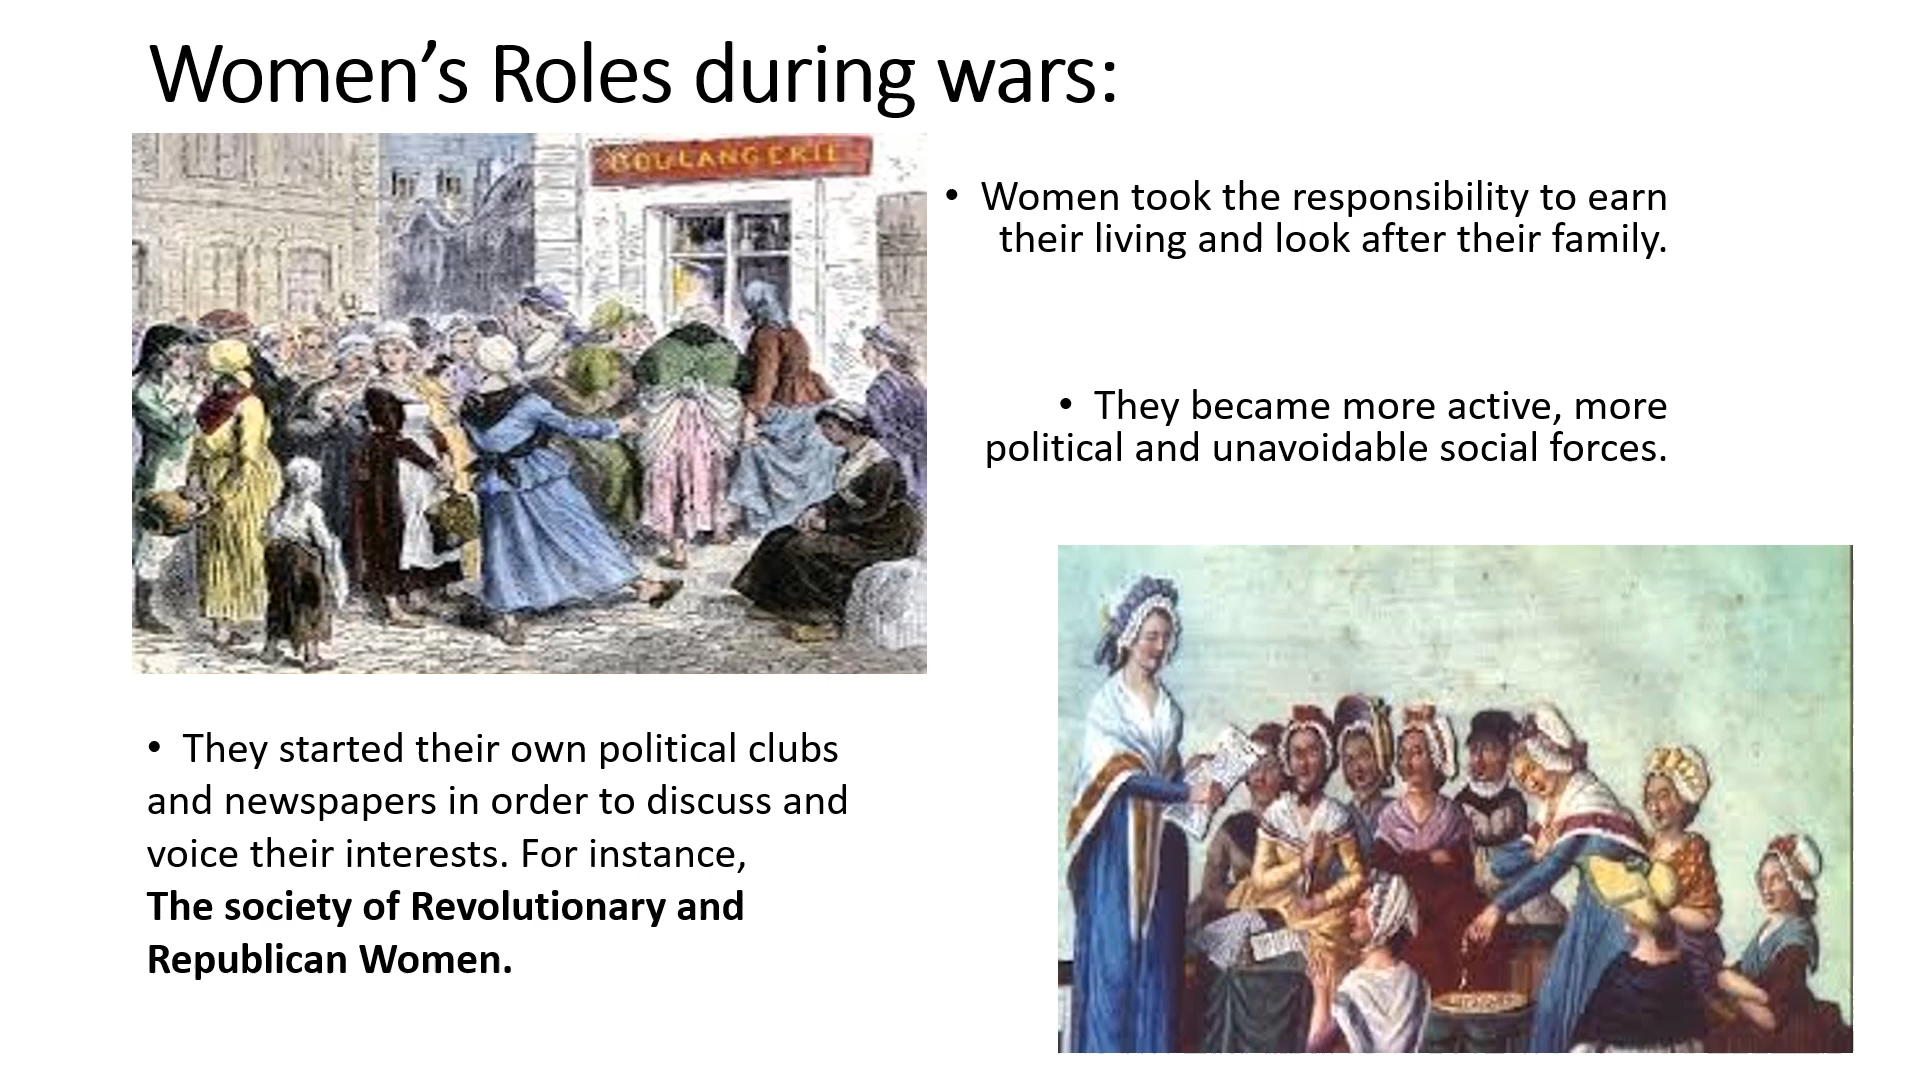 Women’s Roles during wars:
BOULANGERIE
• Women took the responsibility to earn
their living and look after their family.
• They became more active, more
political and unavoidable social forces.
• They started their own political clubs
and newspapers in order to discuss and
voice their interests. For instance,
The society of Revolutionary and
Republican Women.